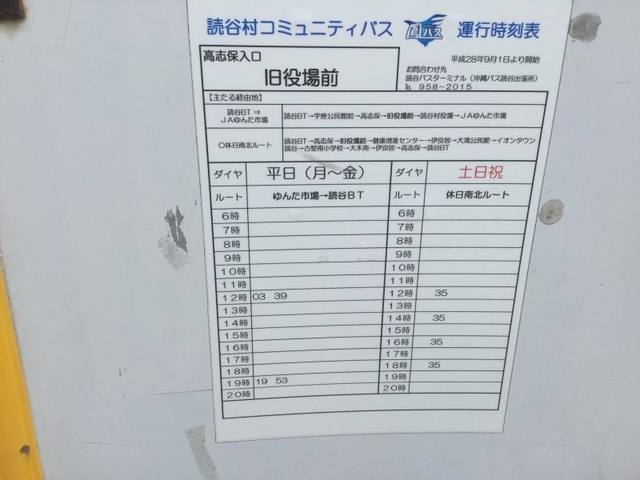 読谷村コミュニティバス 鳳バス 運行時刻表
平成28年9月1日より開始
高志保入口
旧役場前
お問合わせ先
読谷バスターミナル(沖縄バス読谷出張所)
℡ 958-2015
【主たる経由地】
読谷BT⇒
JAゆんた市場
読谷BT→宇座公民館前→高志保→旧役場前→読谷村役場→JAゆんた市場
〇休日南北ルート
読谷BT→高志保→旧役場前→健康増進センター→伊良皆→大湾公民館→イオンタウン
読谷→古堅南小学校→大木南→伊良皆→高志保→読谷BT
ダイヤ 平日(月~金) ダイヤ 土日祝
ルート ゆんた市場→読谷BT ルート 休日南北ルート
6時 6時
7時 7時
8時 8時
9時 9時
10時 10時
11時 11時
12時 03 39 12時 35
13時 13時
14時 14時 35
15時 15時
16時 16時 35
17時 17時
18時 18時 35
19時 19 53 19時
20時 20時